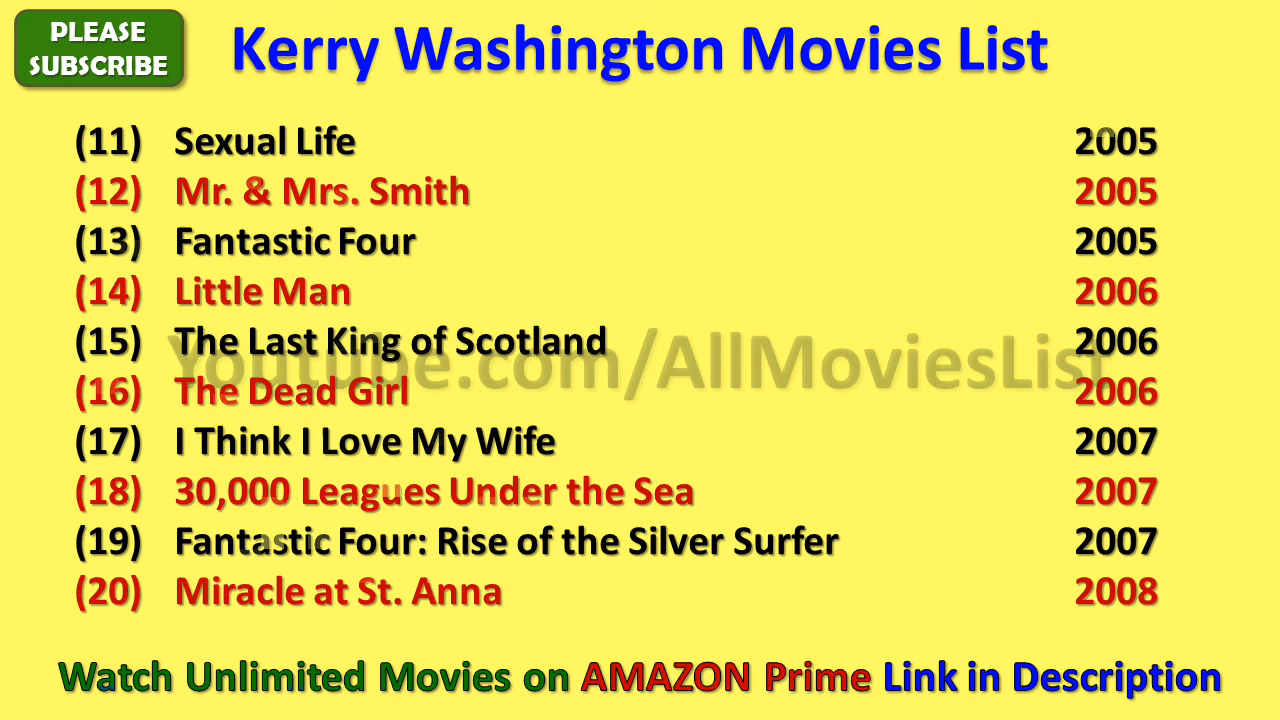 PLEASE
SUBSCRIBE
Kerry Washington Movies List
(11) Sexual Life 2005
(12) Mr. & Mrs. Smith 2005
(13) Fantastic Four 2005
(14) Little Man 2006
(15) The Last King of Scotland 2006
Youtube.com/AllMoviesList
(16) The Dead Girl 2006
(17) I Think I Love My Wife 2007
(18) 30,000 Leagues Under the Sea 2007
(19) Fantastic Four: Rise of the Silver Surfer 2007
(20) Miracle at St. Anna 2008
Watch Unlimited Movies on AMAZON Prime Link in Description